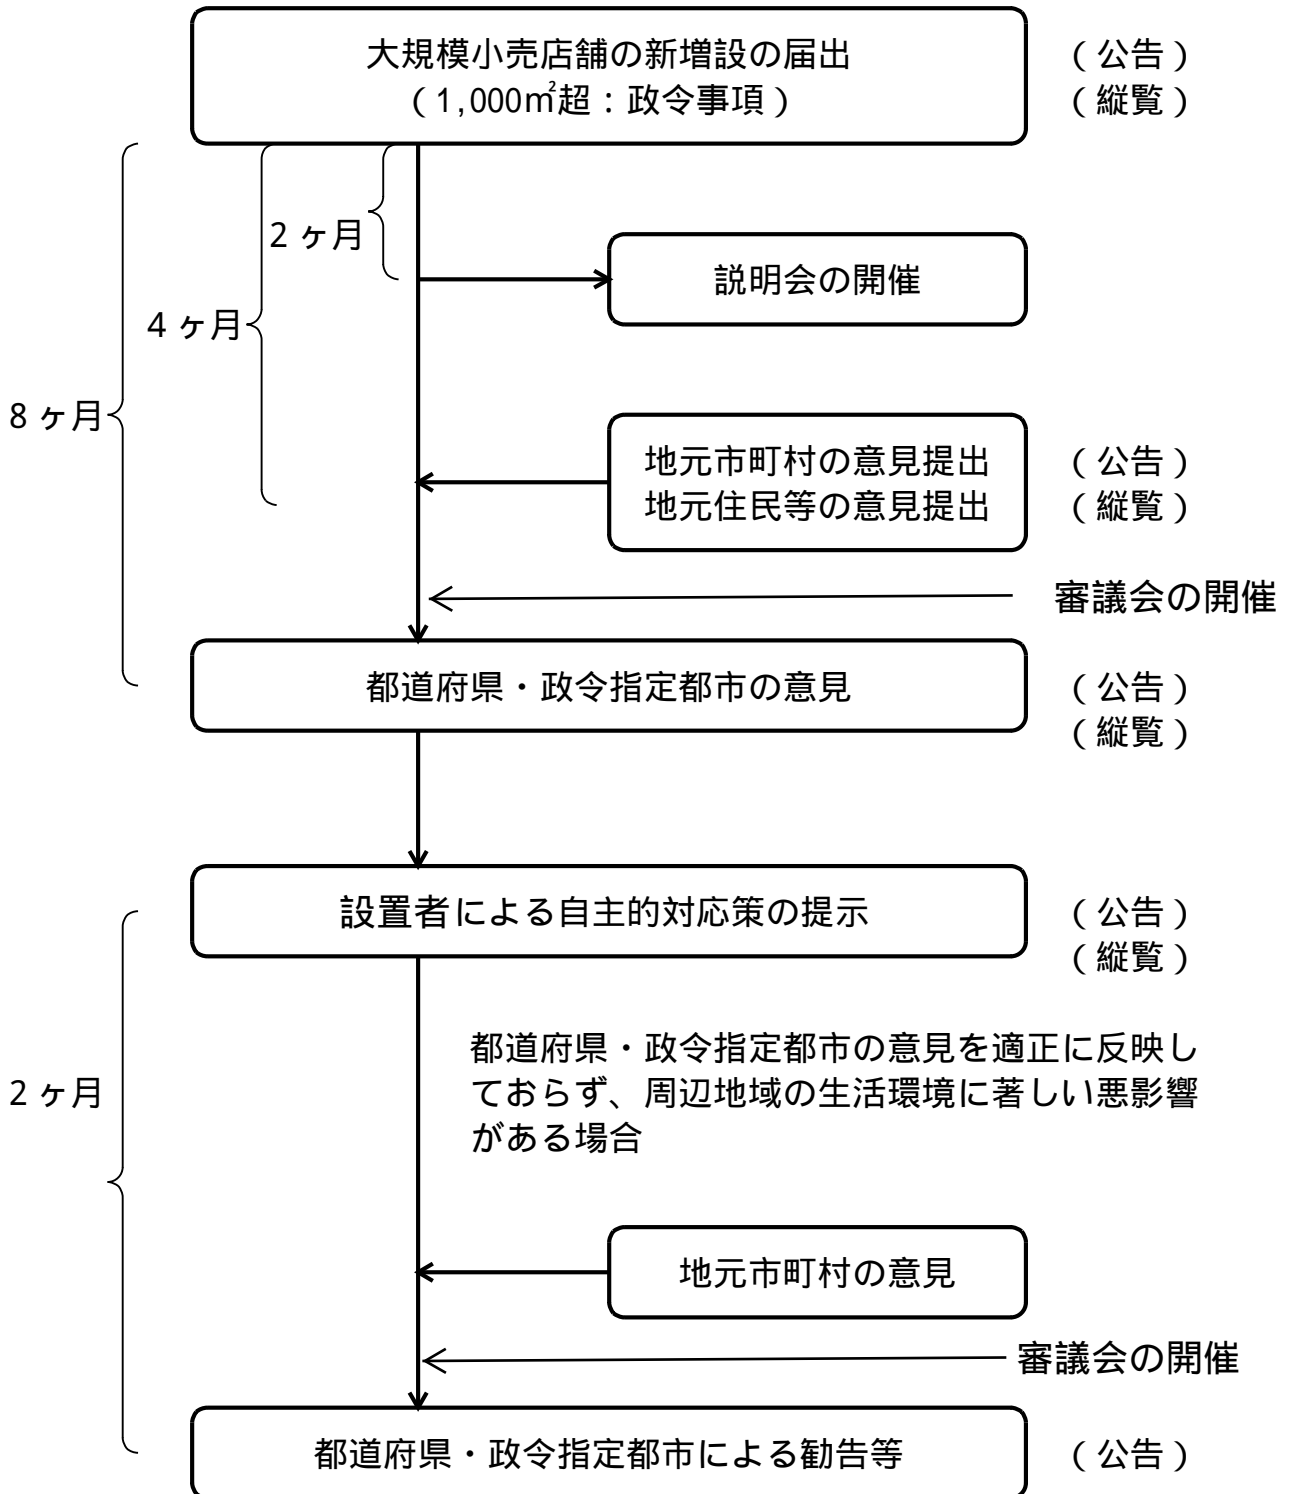 大規模小売店舗の新増設の届出
（1,000㎡超：政令事項）
（公告）
（縦覧）
2ヶ月
説明会の開催
4ヶ月
8ヶ月
地元市町村の意見提出
地元住民等の意見提出
（公告）
（縦覧）
審議会の開催
都道府県・政令指定都市の意見
（公告）
（縦覧）
設置者による自主的対応策の提示
（公告）
（縦覧）
都道府県・政令指定都市の意見を適正に反映し
ておらず、周辺地域の生活環境に著しい悪影響
がある場合
2ヶ月
地元市町村の意見
審議会の開催
都道府県・政令指定都市による勧告等
（公告）